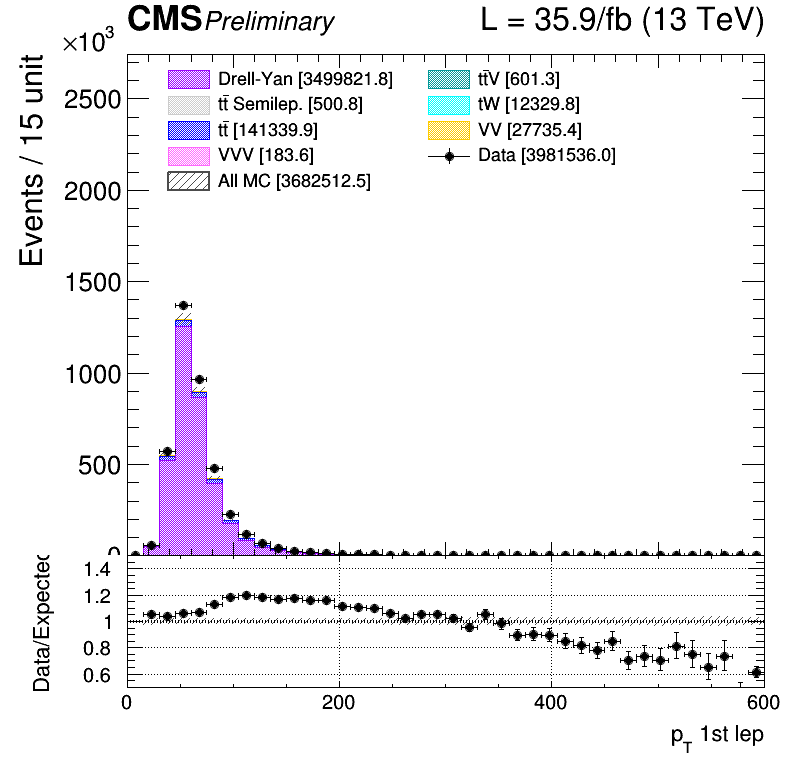 CMS Preliminary L = 35.9/fb (13 TeV)
×10³
Events / 15 unit
2500
2000
1500
1000
500
0
Drell-Yan [3499821.8]
tt̄ Semilep. [500.8]
tt̄ [141339.9]
VVV [183.6]
All MC [3682512.5]
tt̄V [601.3]
tW [12329.8]
VV [27735.4]
Data [3981536.0]
Data/Expected
1.4
1.2
1
0.8
0.6
0 200 400 600
p_T 1st lep